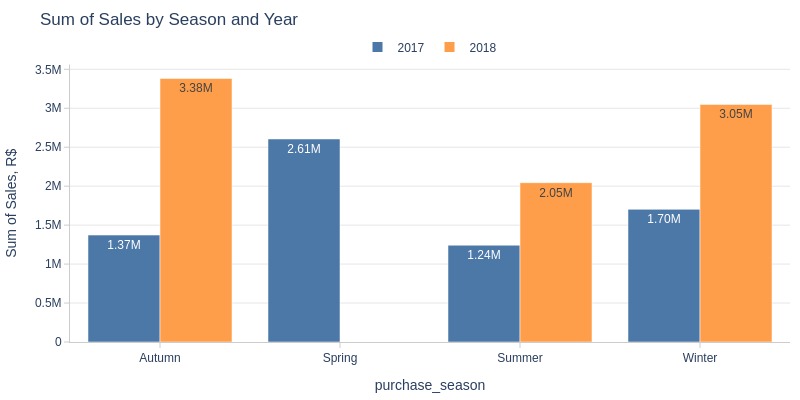 Sum of Sales by Season and Year
2017 2018
3.5M
3M
2.5M
2M
1.5M
1M
0.5M
0
Sum of Sales, R$
1.37M
3.38M
2.61M
1.24M
2.05M
1.70M
3.05M
Autumn Spring Summer Winter
purchase_season